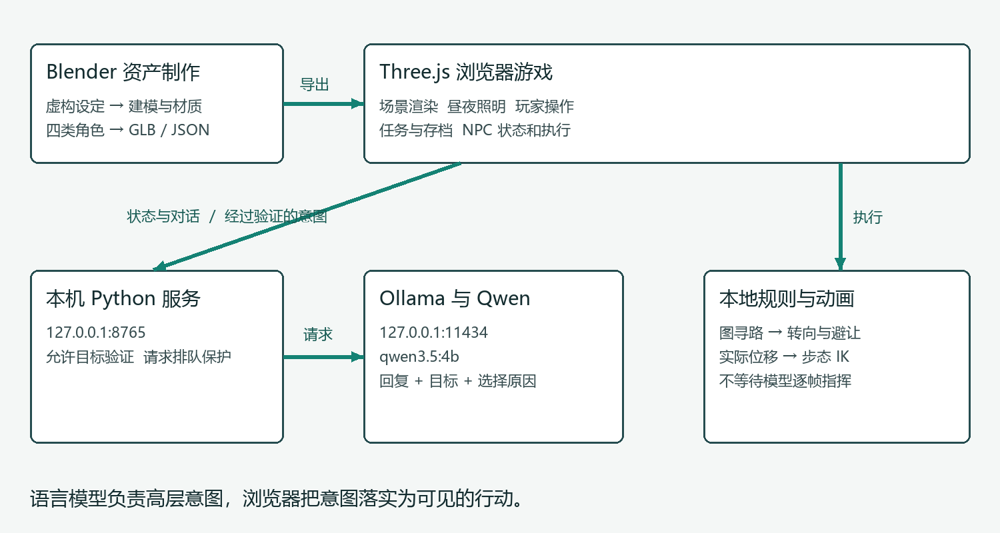 Blender 资产制作
虚构设定 → 建模与材质
四类角色 → GLB / JSON
导出
Three.js 浏览器游戏
场景渲染  昼夜照明  玩家操作
任务与存档  NPC 状态和执行
状态与对话  /  经过验证的意图
执行
本机 Python 服务
127.0.0.1:8765
允许目标验证  请求排队保护
请求
Ollama 与 Qwen
127.0.0.1:11434
qwen3.5:4b
回复 + 目标 + 选择原因
本地规则与动画
图寻路 → 转向与避让
实际位移 → 步态 IK
不等待模型逐帧指挥
语言模型负责高层意图，浏览器把意图落实为可见的行动。